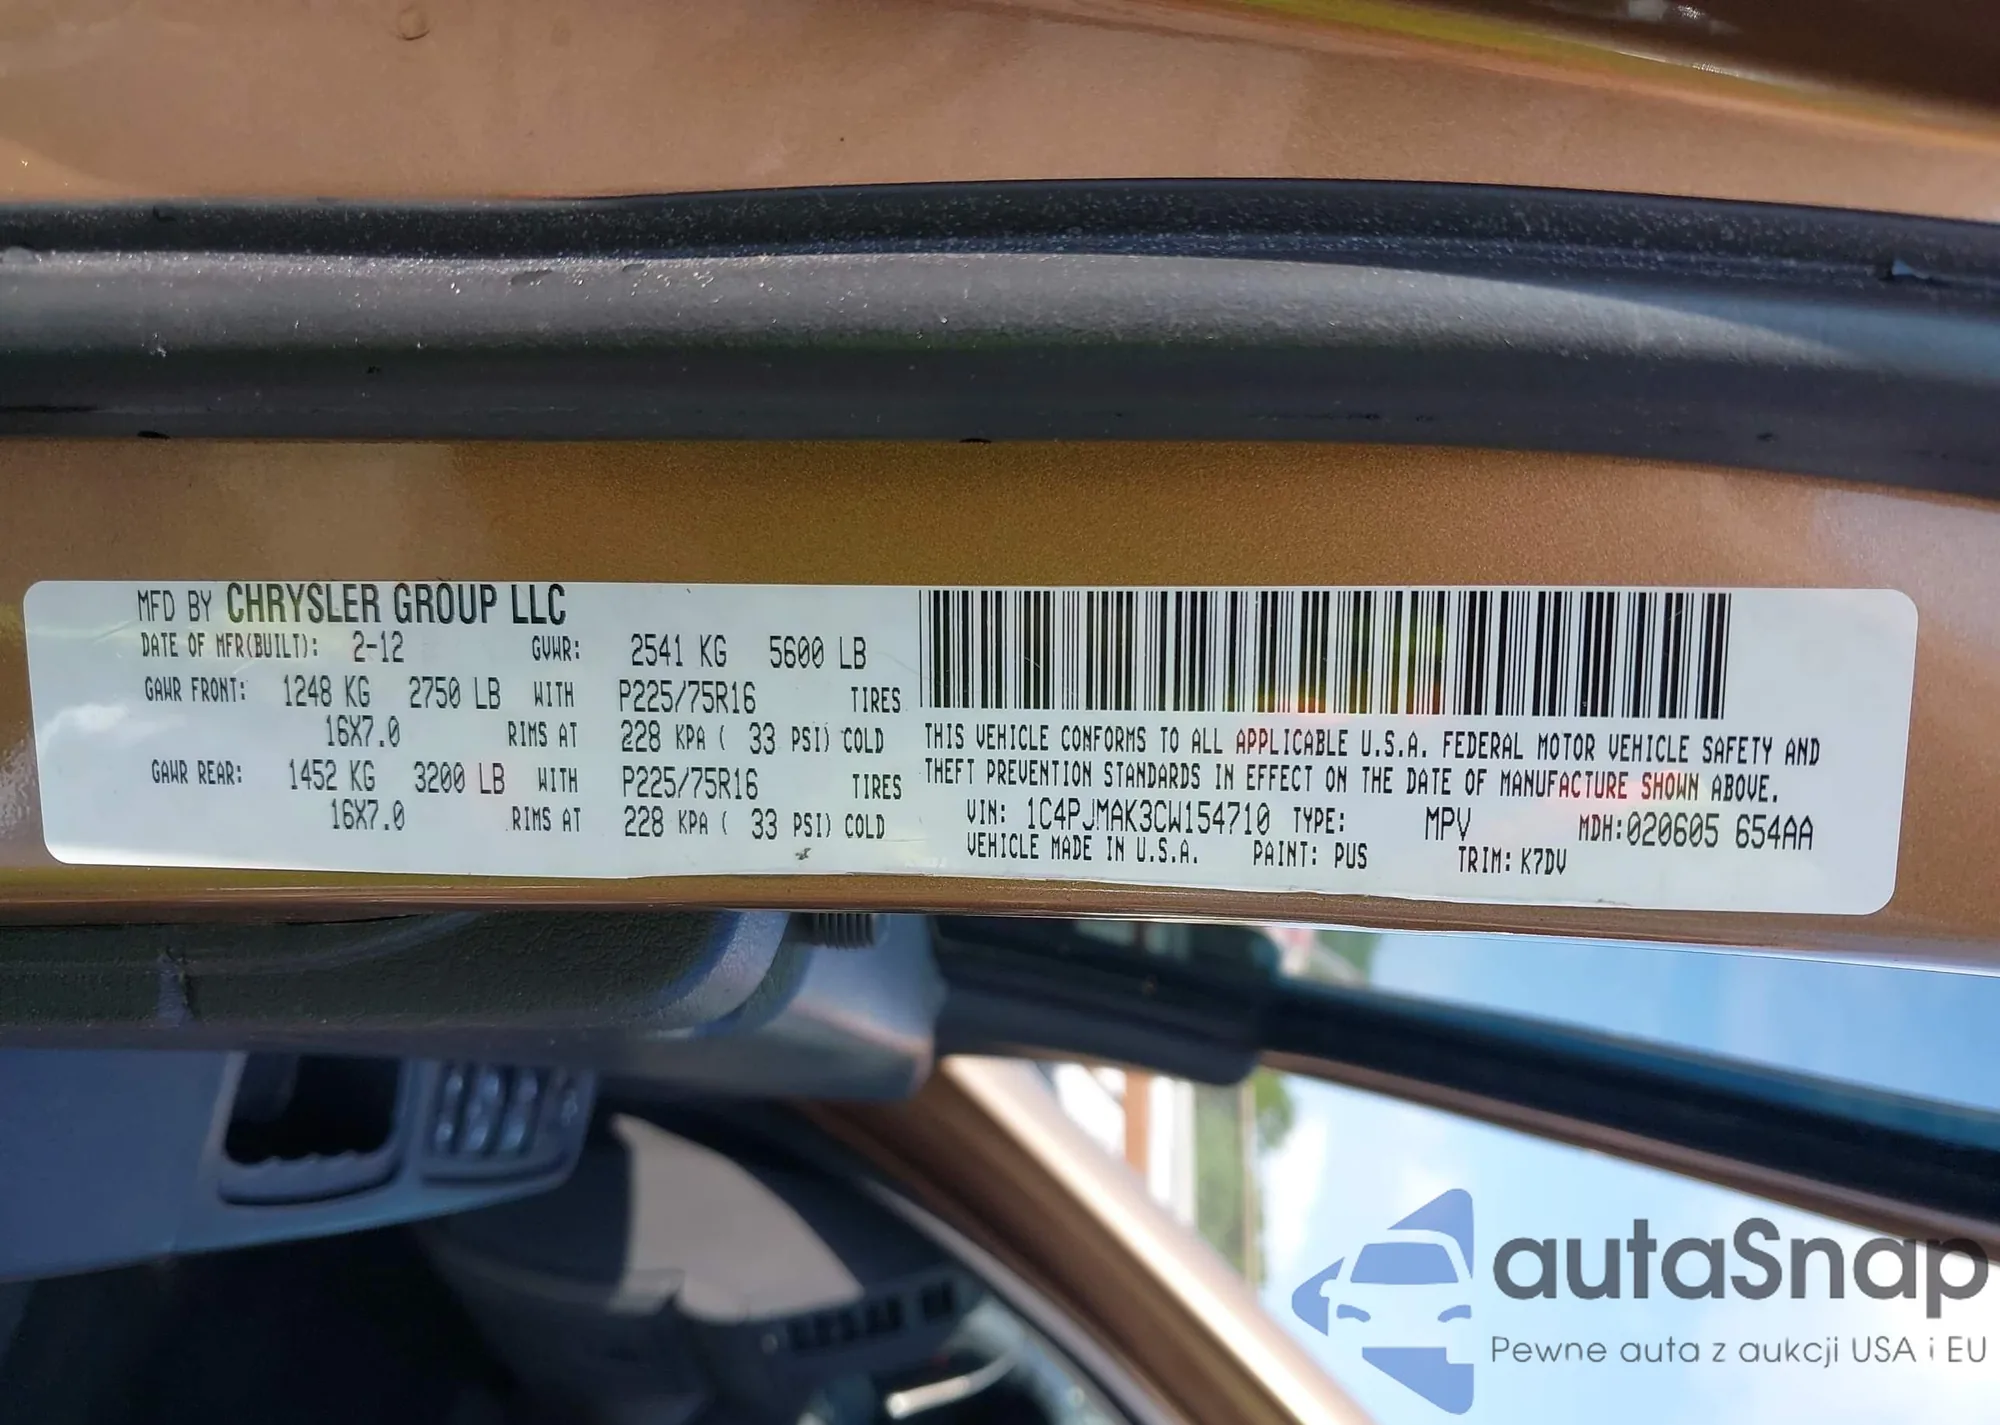 MFD BY CHRYSLER GROUP LLC
DATE OF MFR(BUILT): 2-12 GVWR: 2541 KG 5600 LB
GAWR FRONT: 1248 KG 2750 LB WITH P225/75R16 TIRES
16X7.0 RIMS AT 228 KPA ( 33 PSI) COLD
GAWR REAR: 1452 KG 3200 LB WITH P225/75R16 TIRES
16X7.0 RIMS AT 228 KPA ( 33 PSI) COLD
THIS VEHICLE CONFORMS TO ALL APPLICABLE U.S.A. FEDERAL MOTOR VEHICLE SAFETY AND
THEFT PREVENTION STANDARDS IN EFFECT ON THE DATE OF MANUFACTURE SHOWN ABOVE.
VIN: 1C4PJMAK3CW154710 TYPE: MPV MDH:020605 654AA
VEHICLE MADE IN U.S.A. PAINT: PUS TRIM: K7DV
autaSnap
Pewne auta z aukcji USA i EU